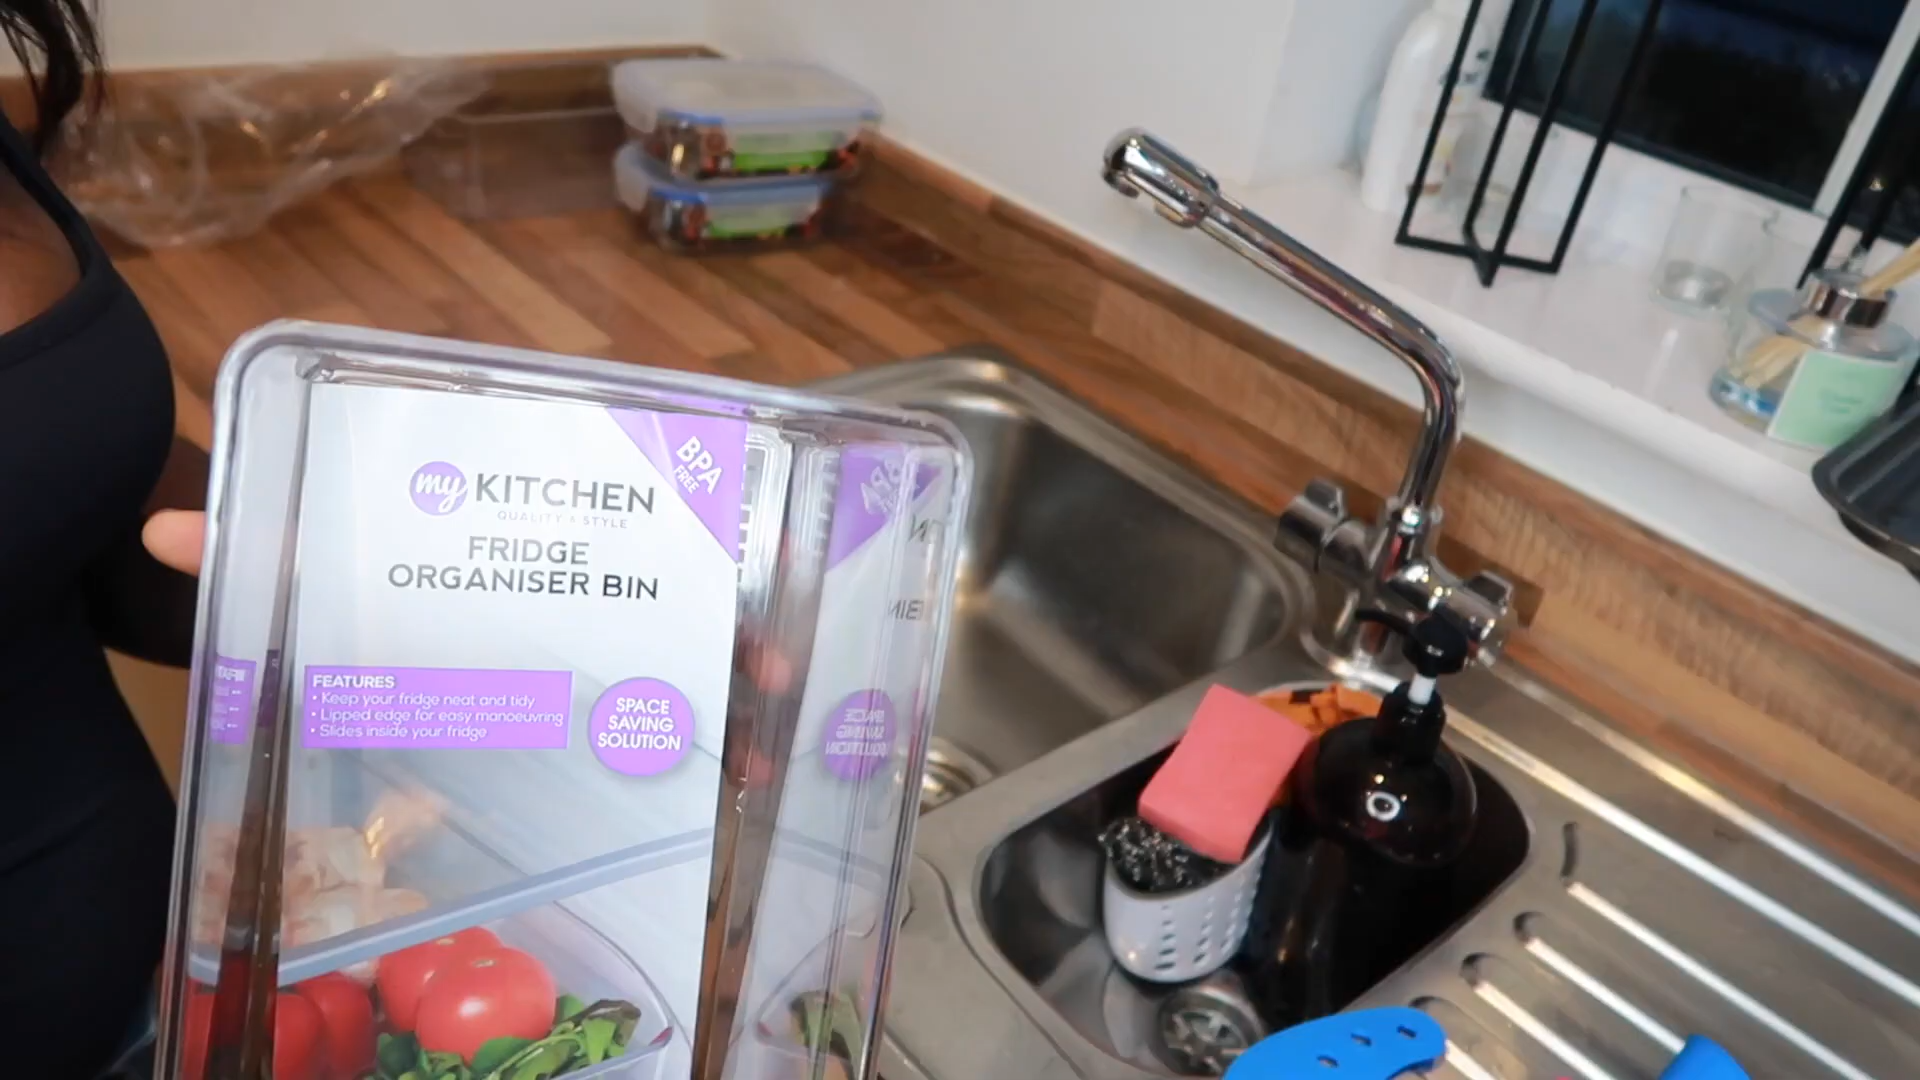 my KITCHEN
QUALITY & STYLE
BPA
FREE
FRIDGE
ORGANISER BIN
FEATURES
• Keep your fridge neat and tidy
• Lipped edge for easy manoeuvring
• Slides inside your fridge
SPACE
SAVING
SOLUTION